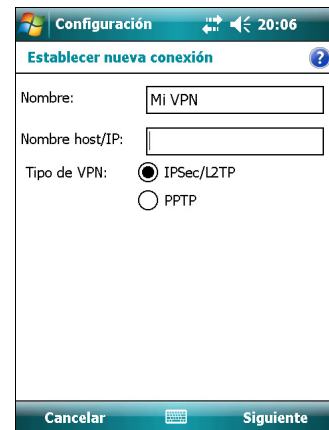 Configuración 20:06
Establecer nueva conexión ?
Nombre: Mi VPN
Nombre host/IP:
Tipo de VPN: IPSec/L2TP
PPTP
Cancelar Siguiente